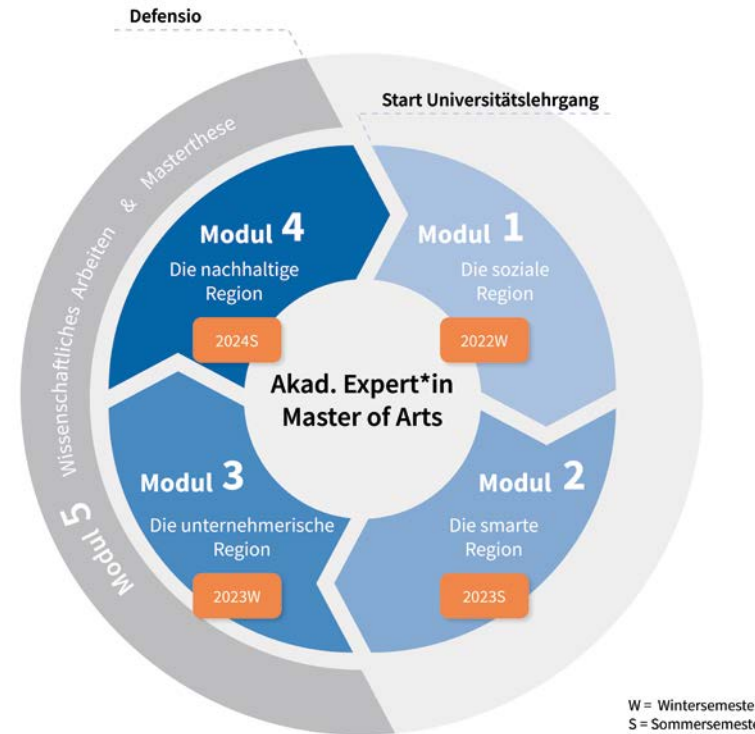 Defensio
Start Universitätslehrgang
Modul 1
Die soziale
Region
2022W
Modul 2
Die smarte
Region
2023S
Modul 3
Die unternehmerische
Region
2023W
Modul 4
Die nachhaltige
Region
2024S
Modul 5 Wissenschaftliches Arbeiten & Masterthese
Akad. Expert*in
Master of Arts
W = Wintersemeste
S = Sommersemeste